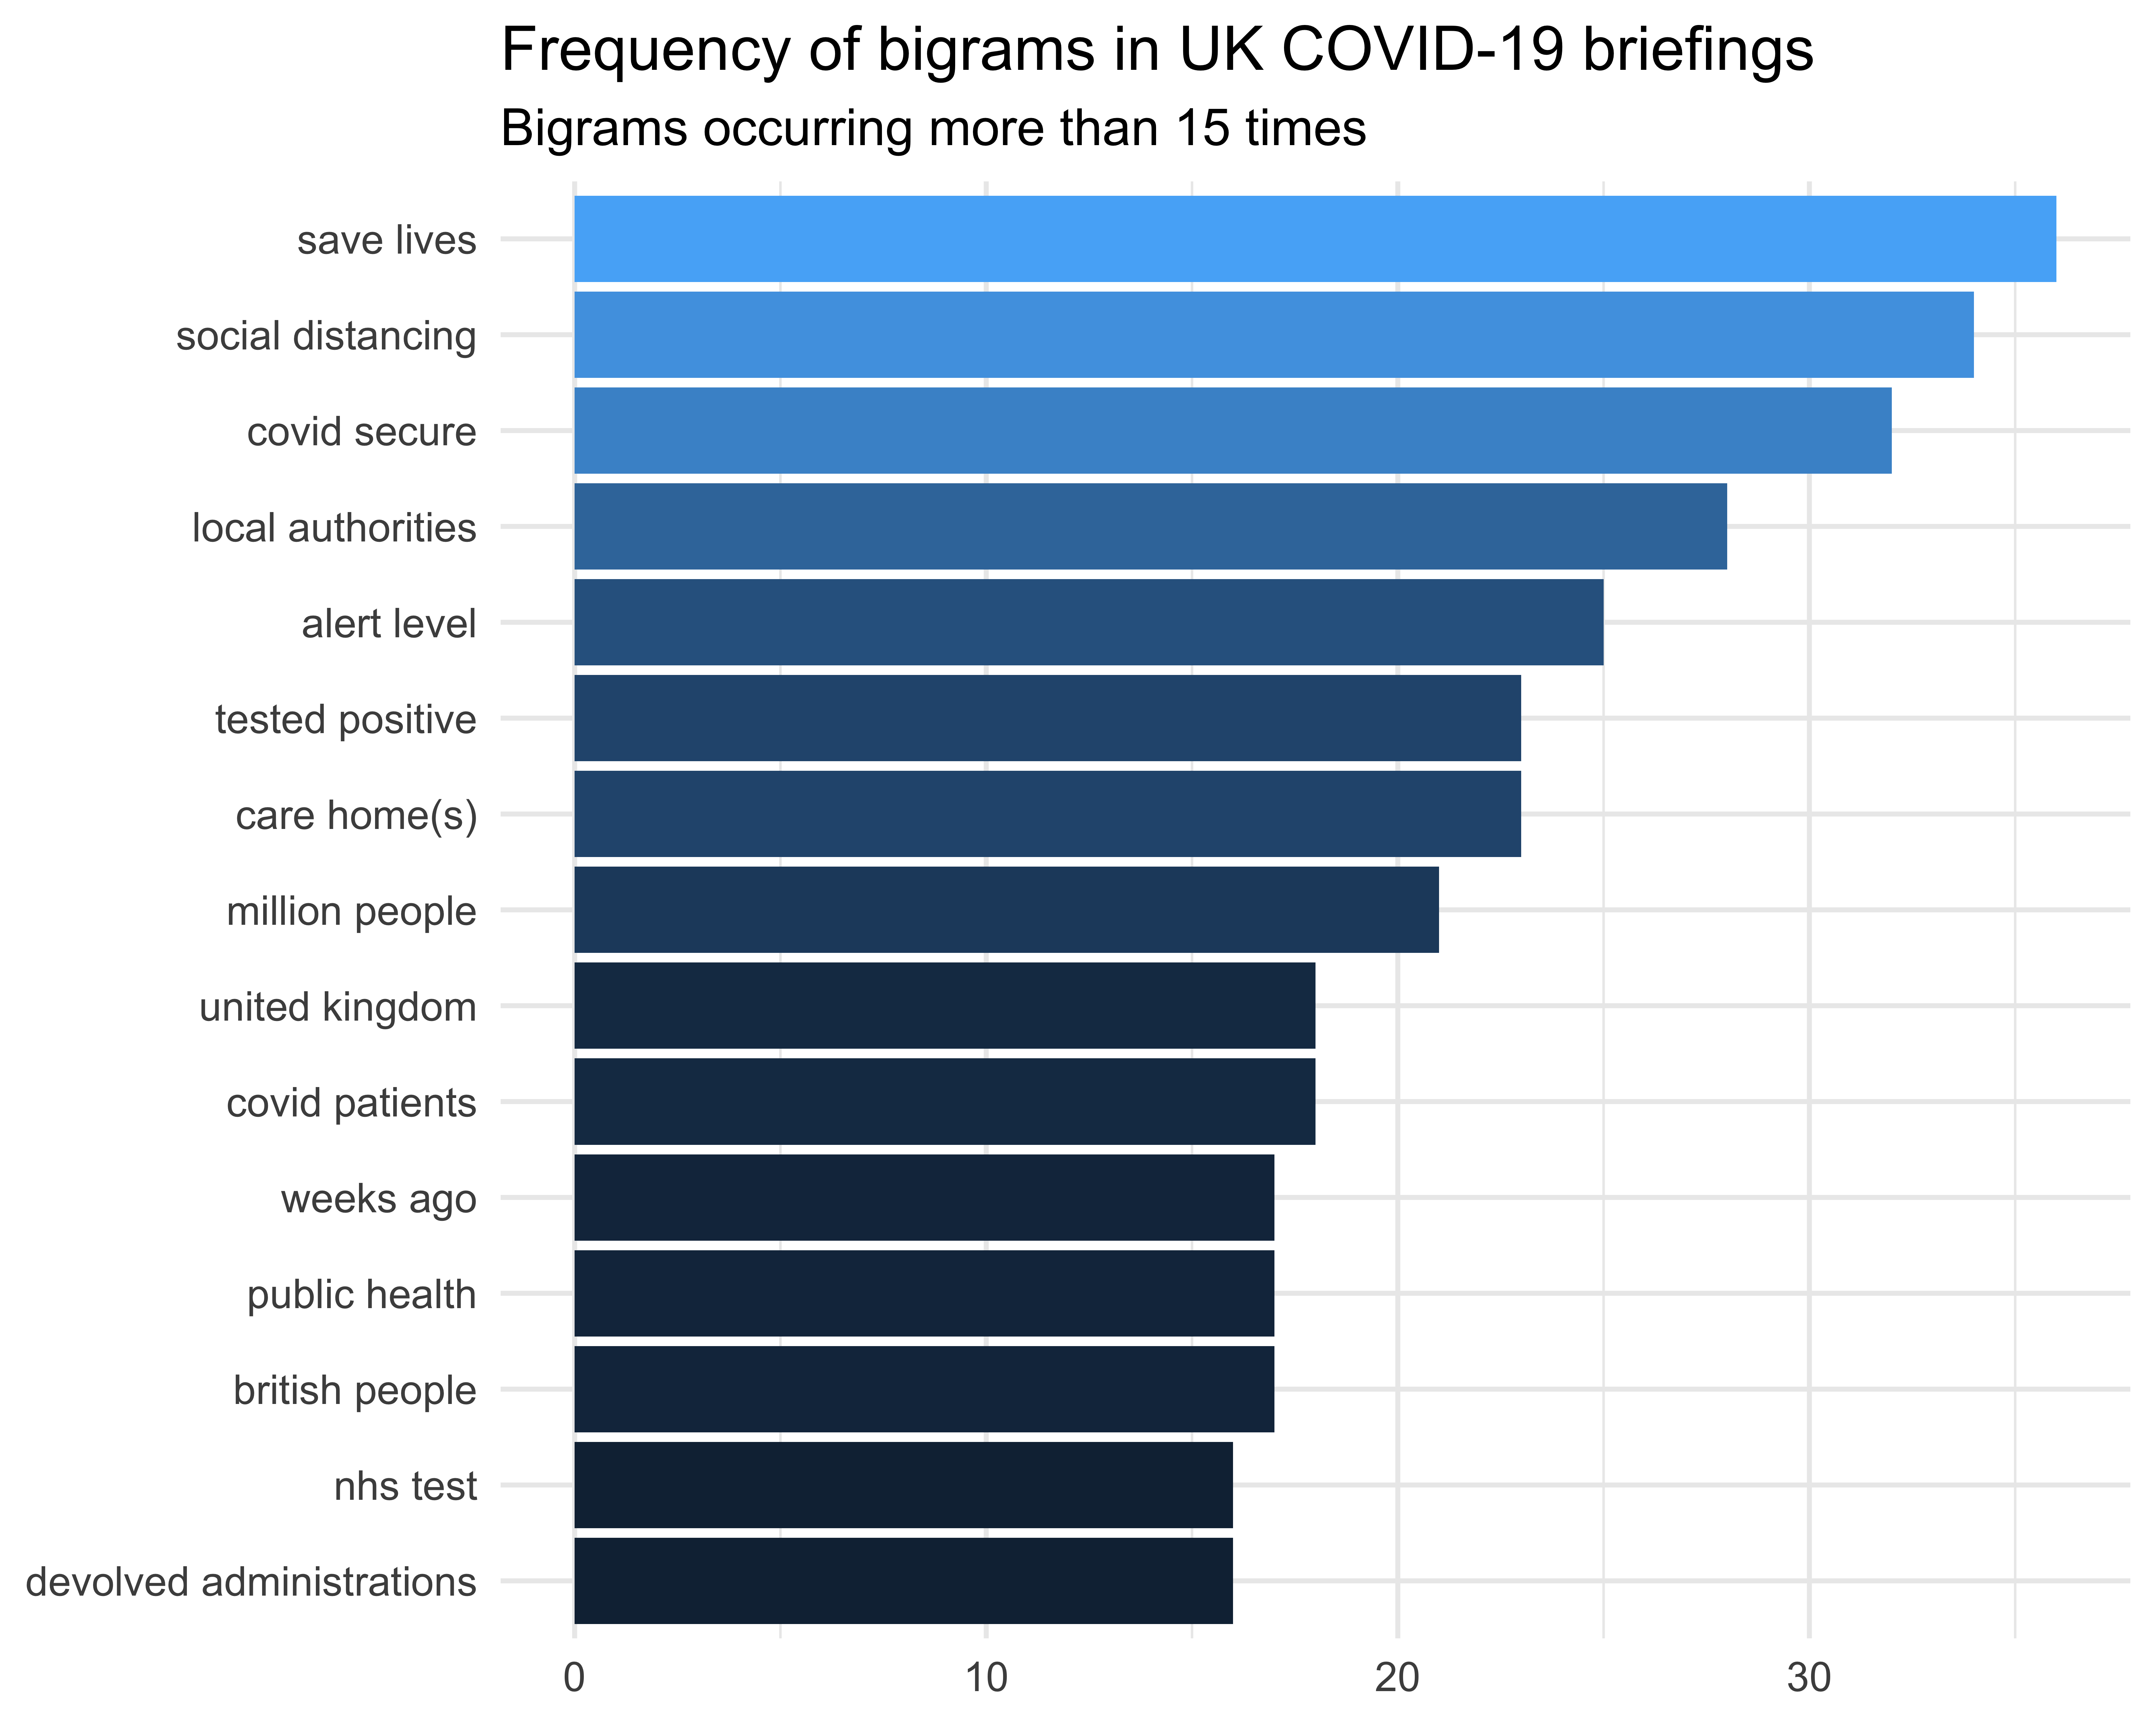 Frequency of bigrams in UK COVID-19 briefings
Bigrams occurring more than 15 times
save lives
social distancing
covid secure
local authorities
alert level
tested positive
care home(s)
million people
united kingdom
covid patients
weeks ago
public health
british people
nhs test
devolved administrations
0 10 20 30